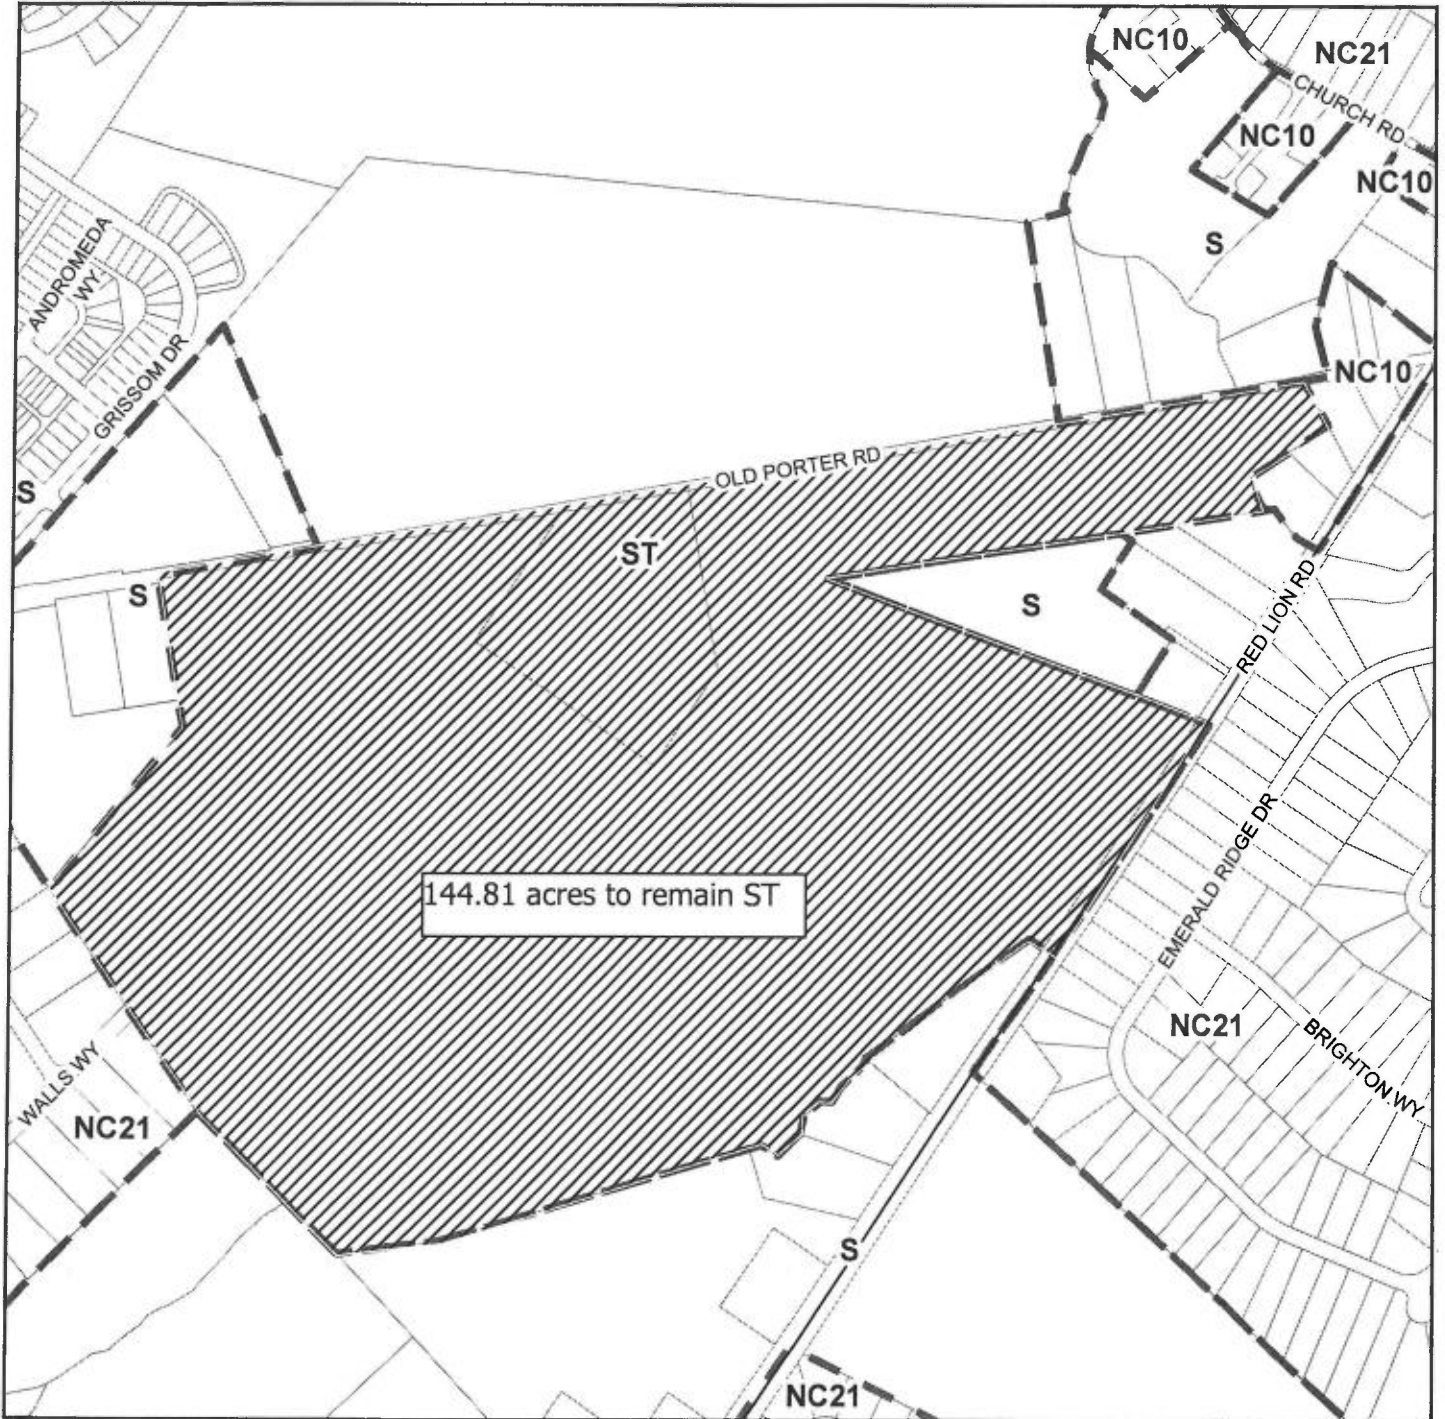 NC10
NC21
CHURCH RD
NC10
NC10
S
ANDROMEDA
WY
GRISSOM DR
NC10
S
OLD PORTER RD
ST
S
S
RED LION RD
144.81 acres to remain ST
EMERALD RIDGE DR
NC21
BRIGHTON WY
WALLS WY
NC21
S
NC21